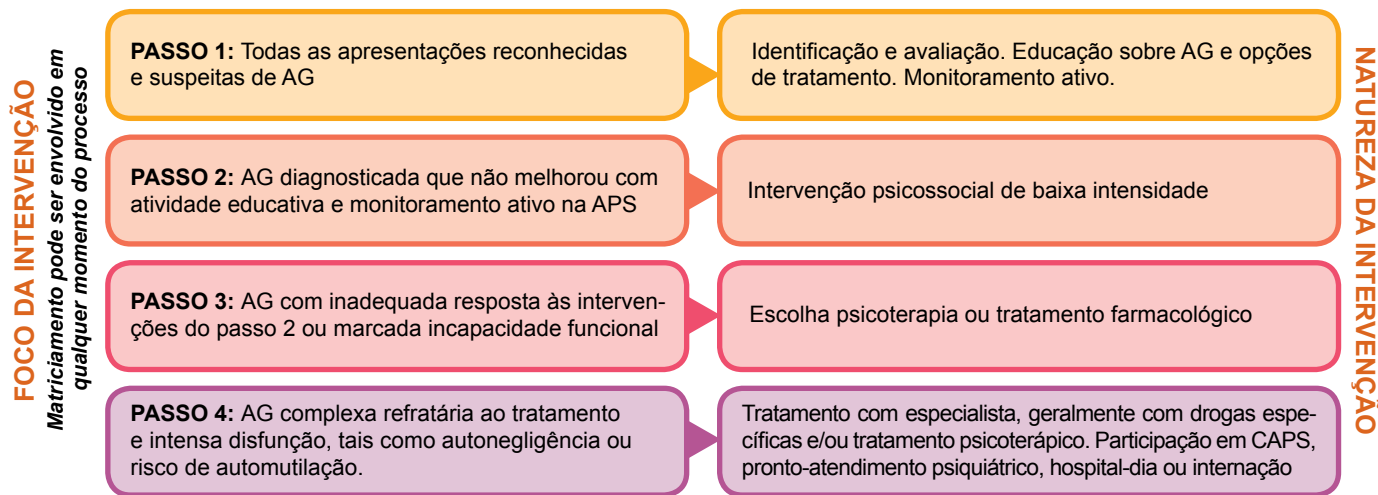 FOCO DA INTERVENÇÃO
Matriciamento pode ser envolvido em
qualquer momento do processo
PASSO 1: Todas as apresentações reconhecidas
e suspeitas de AG
Identificação e avaliação. Educação sobre AG e opções
de tratamento. Monitoramento ativo.
PASSO 2: AG diagnosticada que não melhorou com
atividade educativa e monitoramento ativo na APS
Intervenção psicossocial de baixa intensidade
PASSO 3: AG com inadequada resposta às interven-
ções do passo 2 ou marcada incapacidade funcional
Escolha psicoterapia ou tratamento farmacológico
PASSO 4: AG complexa refratária ao tratamento
e intensa disfunção, tais como autonegligência ou
risco de automutilação.
Tratamento com especialista, geralmente com drogas espe-
cíficas e/ou tratamento psicoterápico. Participação em CAPS,
pronto-atendimento psiquiátrico, hospital-dia ou internação
NATUREZA DA INTERVENÇÃO